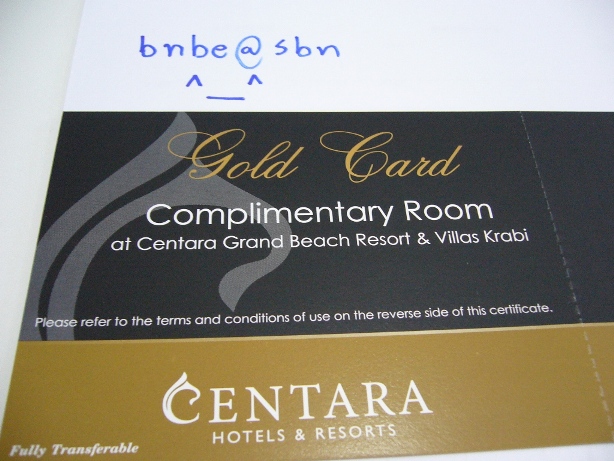 bnbe@sbn
^_^
Gold Card
Complimentary Room
at Centara Grand Beach Resort & Villas Krabi
Please refer to the terms and conditions of use on the reverse side of this certificate.
CENTARA
HOTELS & RESORTS
Fully Transferable